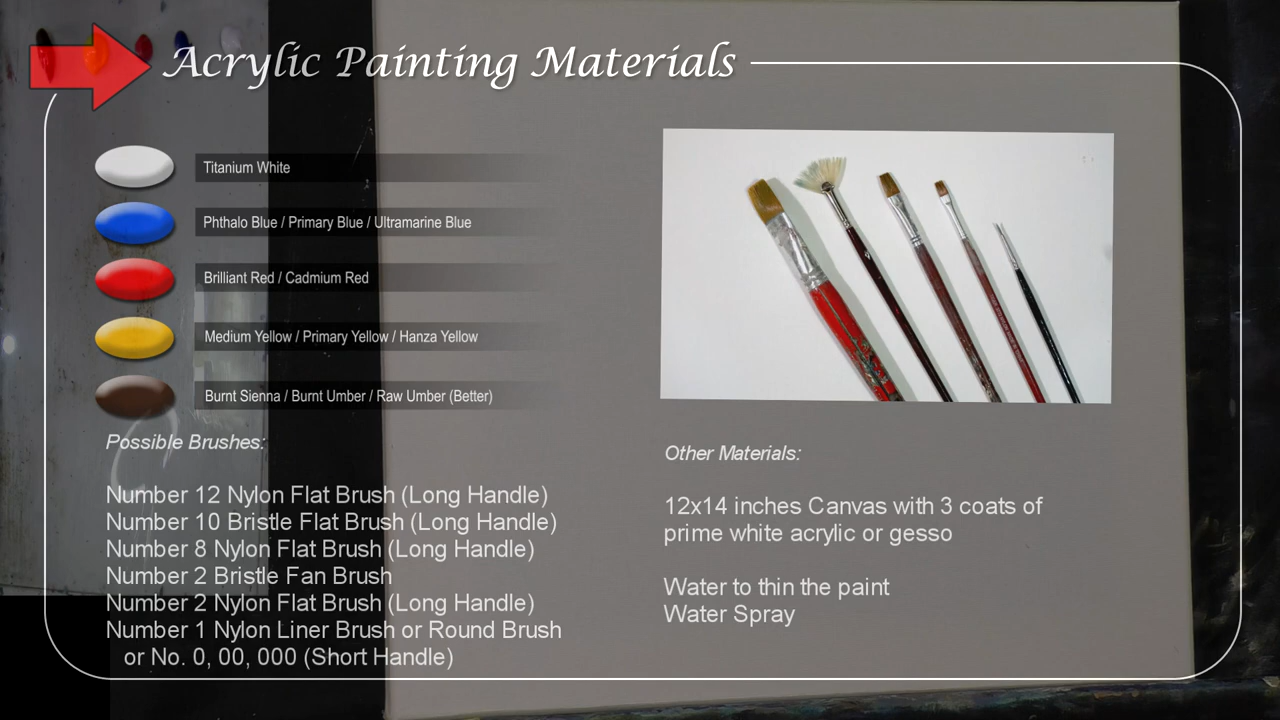 Acrylic Painting Materials
Titanium White
Phthalo Blue / Primary Blue / Ultramarine Blue
Brilliant Red / Cadmium Red
Medium Yellow / Primary Yellow / Hanza Yellow
Burnt Sienna / Burnt Umber / Raw Umber (Better)
Possible Brushes:
Number 12 Nylon Flat Brush (Long Handle)
Number 10 Bristle Flat Brush (Long Handle)
Number 8 Nylon Flat Brush (Long Handle)
Number 2 Bristle Fan Brush
Number 2 Nylon Flat Brush (Long Handle)
Number 1 Nylon Liner Brush or Round Brush
or No. 0, 00, 000 (Short Handle)
Other Materials:
12x14 inches Canvas with 3 coats of
prime white acrylic or gesso
Water to thin the paint
Water Spray